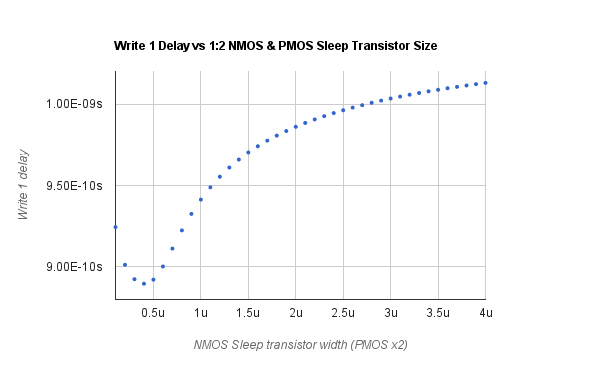 Write 1 Delay vs 1:2 NMOS & PMOS Sleep Transistor Size
1.00E-09s
9.50E-10s
9.00E-10s
Write 1 delay
0.5u 1u 1.5u 2u 2.5u 3u 3.5u 4u
NMOS Sleep transistor width (PMOS x2)